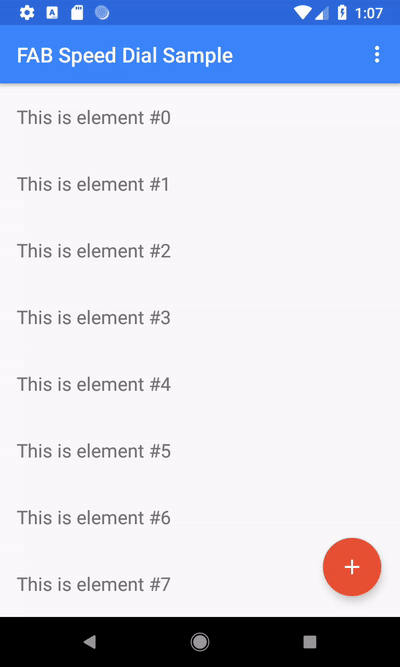 1:07
FAB Speed Dial Sample
This is element #0
This is element #1
This is element #2
This is element #3
This is element #4
This is element #5
This is element #6
This is element #7